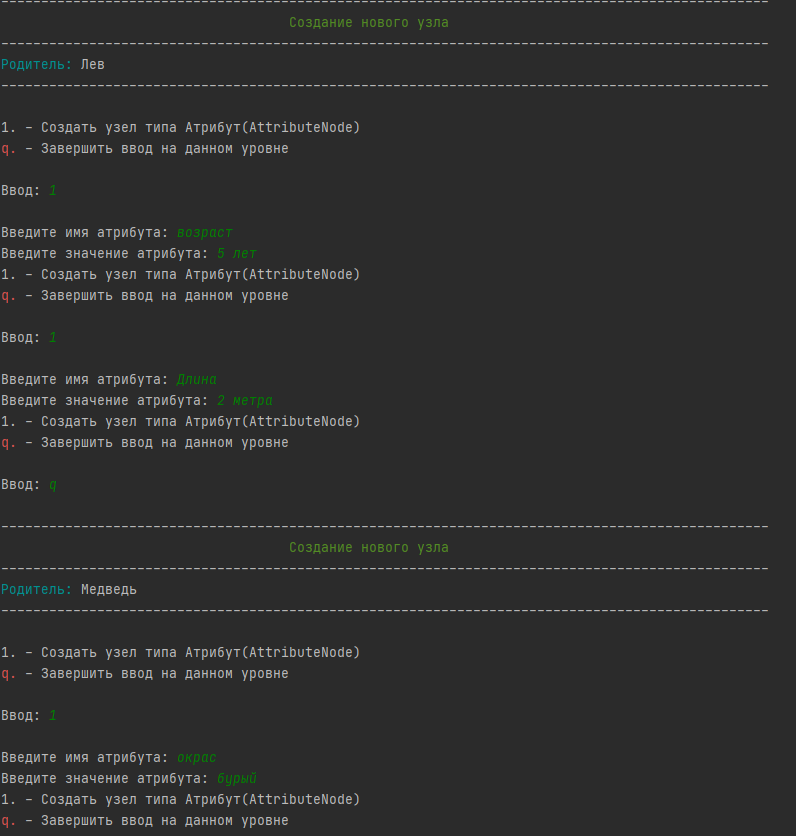 Создание нового узла
Родитель: Лев
1. – Создать узел типа Атрибут(AttributeNode)
q. – Завершить ввод на данном уровне
Ввод: 1
Введите имя атрибута: возраст
Введите значение атрибута: 5 лет
1. – Создать узел типа Атрибут(AttributeNode)
q. – Завершить ввод на данном уровне
Ввод: 1
Введите имя атрибута: Длина
Введите значение атрибута: 2 метра
1. – Создать узел типа Атрибут(AttributeNode)
q. – Завершить ввод на данном уровне
Ввод: q
Создание нового узла
Родитель: Медведь
1. – Создать узел типа Атрибут(AttributeNode)
q. – Завершить ввод на данном уровне
Ввод: 1
Введите имя атрибута: окрас
Введите значение атрибута: бурый
1. – Создать узел типа Атрибут(AttributeNode)
q. – Завершить ввод на данном уровне